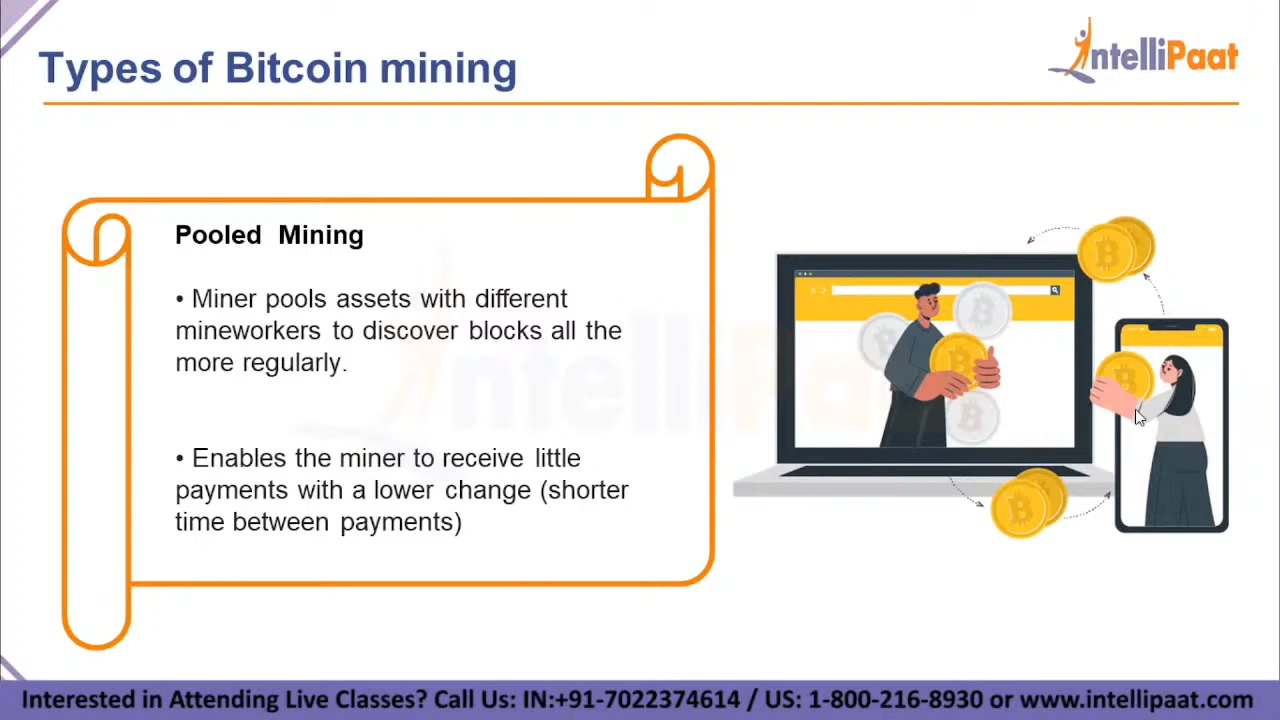 Types of Bitcoin mining
IntelliPaat
Pooled Mining
• Miner pools assets with different
mineworkers to discover blocks all the
more regularly.
• Enables the miner to receive little
payments with a lower change (shorter
time between payments)
IntelliPaat
Interested in Attending Live Classes? Call Us: IN:+91-7022374614 / US: 1-800-216-8930 or www.intellipaat.com